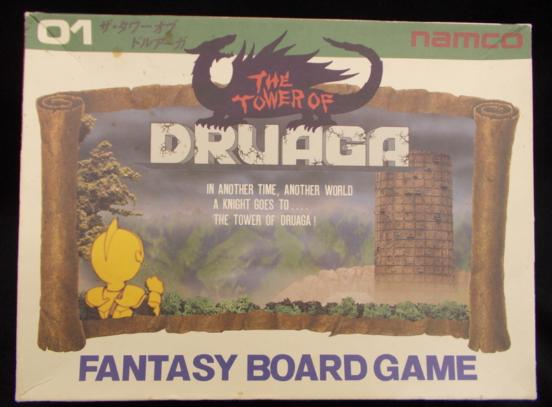 01 ザ・タワーオブ
ドルアーガ
namco
THE
TOWER OF
DRUAGA
IN ANOTHER TIME, ANOTHER WORLD
A KNIGHT GOES TO....
THE TOWER OF DRUAGA!
FANTASY BOARD GAME